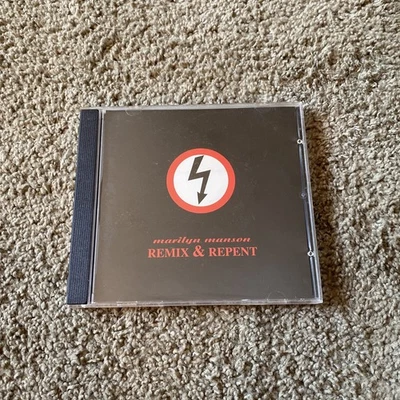 marilyn manson
REMIX & REPENT